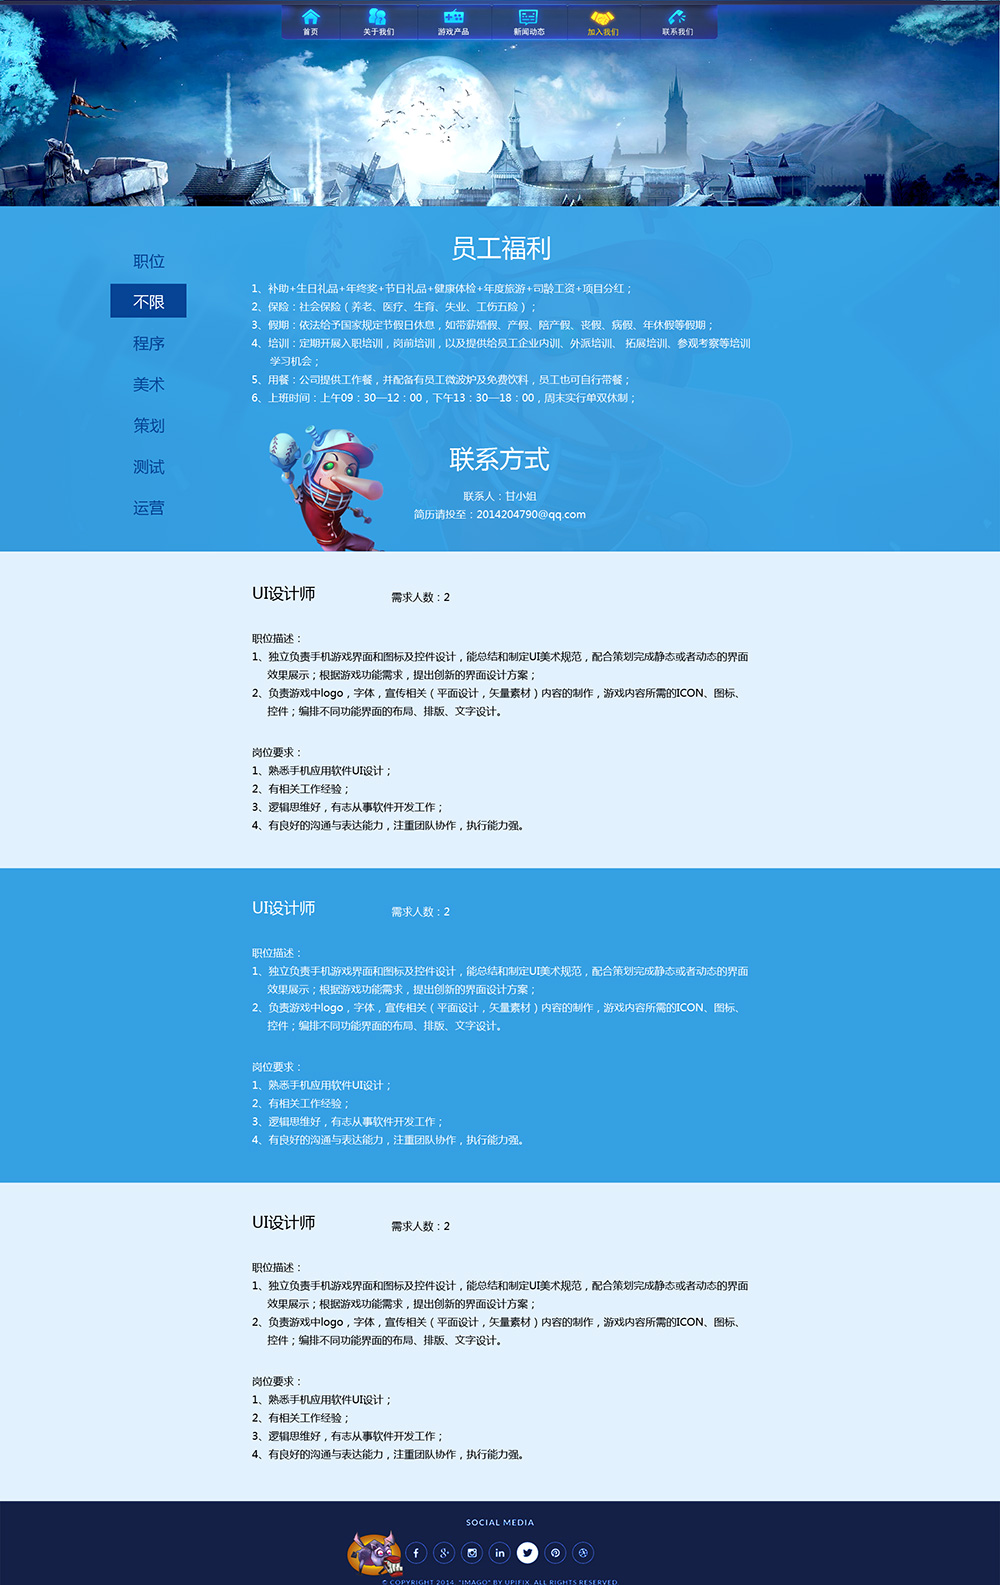 首页 关于我们 游戏产品 新闻动态 加入我们 联系我们
职位
不限
程序
美术
策划
测试
运营
员工福利
1、补助+生日礼品+年终奖+节日礼品+健康体检+年度旅游+司龄工资+项目分红；
2、保险：社会保险（养老、医疗、生育、失业、工伤五险）；
3、假期：依法给予国家规定节假日休息，如带薪婚假、产假、陪产假、丧假、病假、年休假等假期；
4、培训：定期开展入职培训，岗前培训，以及提供给员工企业内训、外派培训、 拓展培训、参观考察等培训
学习机会；
5、用餐：公司提供工作餐，并配备有员工微波炉及免费饮料，员工也可自行带餐；
6、上班时间：上午09：30—12：00，下午13：30—18：00，周末实行单双休制；
联系方式
联系人：甘小姐
简历请投至：2014204790@qq.com
UI设计师 需求人数：2
职位描述：
1、独立负责手机游戏界面和图标及控件设计，能总结和制定UI美术规范，配合策划完成静态或者动态的界面
效果展示；根据游戏功能需求，提出创新的界面设计方案；
2、负责游戏中logo，字体，宣传相关（平面设计，矢量素材）内容的制作，游戏内容所需的ICON、图标、
控件；编排不同功能界面的布局、排版、文字设计。
岗位要求：
1、熟悉手机应用软件UI设计；
2、有相关工作经验；
3、逻辑思维好，有志从事软件开发工作；
4、有良好的沟通与表达能力，注重团队协作，执行能力强。
UI设计师 需求人数：2
职位描述：
1、独立负责手机游戏界面和图标及控件设计，能总结和制定UI美术规范，配合策划完成静态或者动态的界面
效果展示；根据游戏功能需求，提出创新的界面设计方案；
2、负责游戏中logo，字体，宣传相关（平面设计，矢量素材）内容的制作，游戏内容所需的ICON、图标、
控件；编排不同功能界面的布局、排版、文字设计。
岗位要求：
1、熟悉手机应用软件UI设计；
2、有相关工作经验；
3、逻辑思维好，有志从事软件开发工作；
4、有良好的沟通与表达能力，注重团队协作，执行能力强。
UI设计师 需求人数：2
职位描述：
1、独立负责手机游戏界面和图标及控件设计，能总结和制定UI美术规范，配合策划完成静态或者动态的界面
效果展示；根据游戏功能需求，提出创新的界面设计方案；
2、负责游戏中logo，字体，宣传相关（平面设计，矢量素材）内容的制作，游戏内容所需的ICON、图标、
控件；编排不同功能界面的布局、排版、文字设计。
岗位要求：
1、熟悉手机应用软件UI设计；
2、有相关工作经验；
3、逻辑思维好，有志从事软件开发工作；
4、有良好的沟通与表达能力，注重团队协作，执行能力强。
SOCIAL MEDIA
© COPYRIGHT 2014. "IMAGO" BY UPIFIX. ALL RIGHTS RESERVED